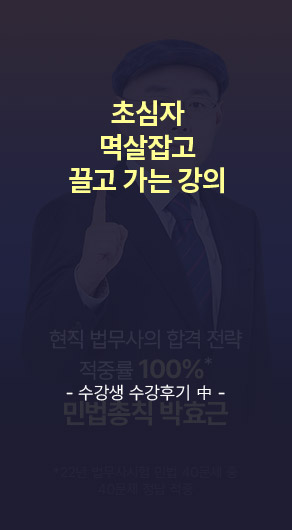 초심자
멱살잡고
끌고 가는 강의
현직 법무사의 합격 전략
적중률 100%*
- 수강생 수강후기 中 -
민법총칙 박효근